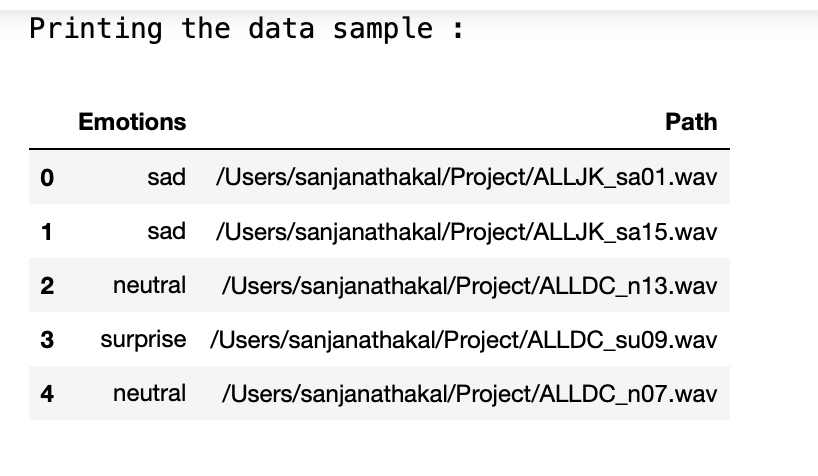 Printing the data sample :
Emotions Path
0 sad /Users/sanjanathakal/Project/ALLJK_sa01.wav
1 sad /Users/sanjanathakal/Project/ALLJK_sa15.wav
2 neutral /Users/sanjanathakal/Project/ALLDC_n13.wav
3 surprise /Users/sanjanathakal/Project/ALLDC_su09.wav
4 neutral /Users/sanjanathakal/Project/ALLDC_n07.wav